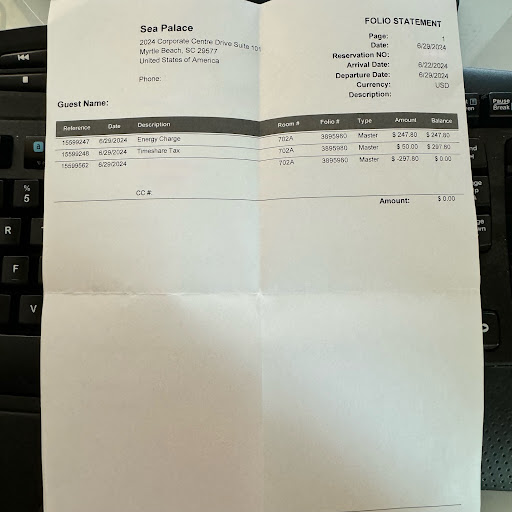 Sea Palace
2024 Corporate Centre Drive Suite 101
Myrtle Beach, SC 29577
United States of America
Phone:
FOLIO STATEMENT
Page: 1
Date: 6/29/2024
Reservation NO:
Arrival Date: 6/22/2024
Departure Date: 6/29/2024
Currency: USD
Description:
Guest Name:
Reference Date Description Room # Folio # Type Amount Balance
15599247 6/29/2024 Energy Charge 702A 3895980 Master $ 247.80 $ 247.80
15599248 6/29/2024 Timeshare Tax 702A 3895980 Master $ 50.00 $ 297.80
15599562 6/29/2024 702A 3895960 Master $ -297.80 $ 0.00
CC #:
Amount: $ 0.00
%
5
R
F
V
Pause
Break